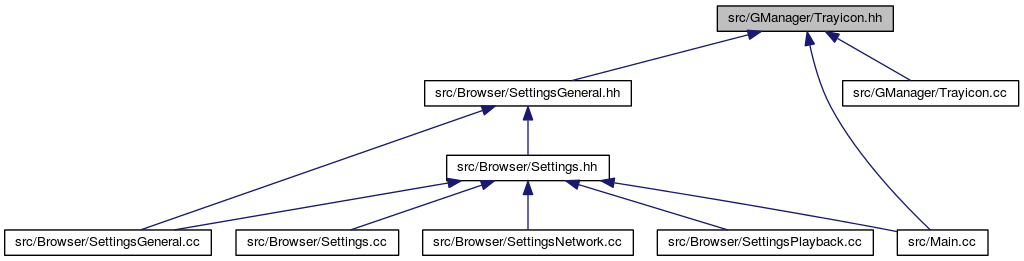 src/GManager/Trayicon.hh
src/Browser/SettingsGeneral.hh
src/GManager/Trayicon.cc
src/Browser/Settings.hh
src/Browser/SettingsGeneral.cc
src/Browser/Settings.cc
src/Browser/SettingsNetwork.cc
src/Browser/SettingsPlayback.cc
src/Main.cc